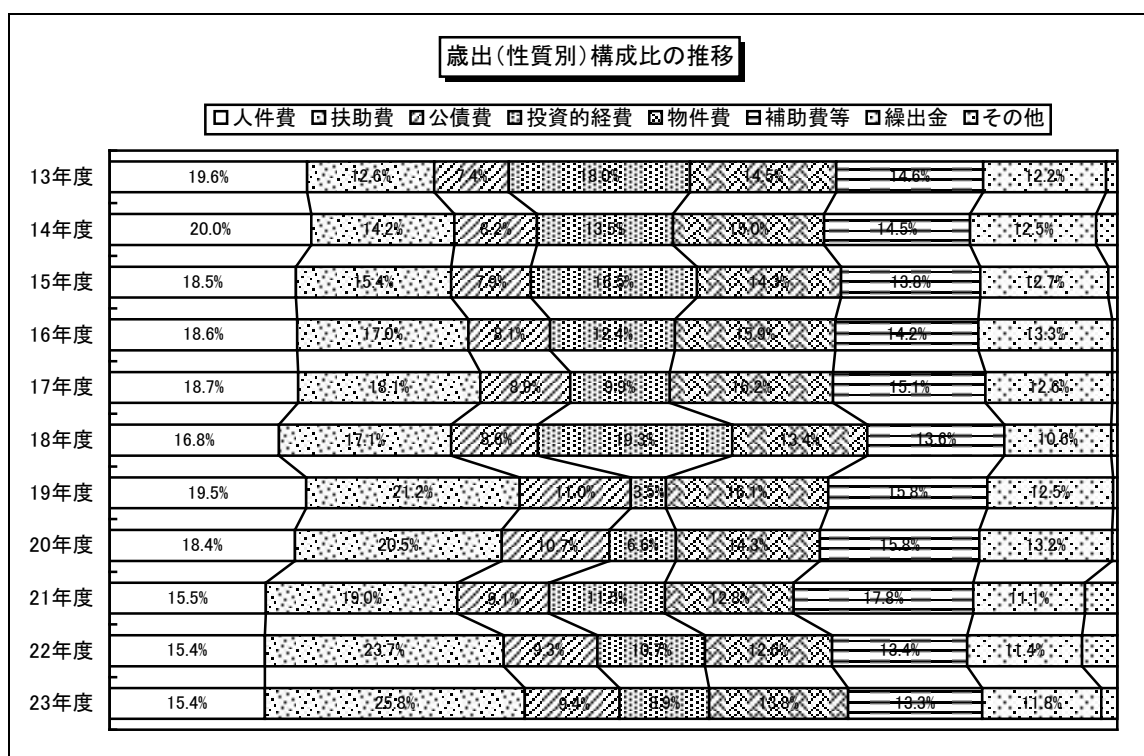 歳出(性質別)構成比の推移
人件費 扶助費 公債費 投資的経費 物件費 補助費等 繰出金 その他
13年度 19.6% 12.6% 7.4% 18.0% 14.5% 14.6% 12.2%
14年度 20.0% 14.2% 8.2% 13.5% 15.0% 14.5% 12.5%
15年度 18.5% 15.4% 7.9% 16.5% 14.3% 13.8% 12.7%
16年度 18.6% 17.0% 8.1% 12.4% 15.9% 14.2% 13.3%
17年度 18.7% 18.1% 9.9% 16.2% 15.1% 12.6%
18年度 16.8% 17.1% 8.6% 19.3% 13.4% 13.6% 10.6%
19年度 19.5% 21.2% 11.0% 3.5% 16.1% 15.8% 12.5%
20年度 18.4% 20.5% 10.7% 6.6% 14.3% 15.8% 13.2%
21年度 15.5% 19.0% 9.1% 12.8% 17.8% 11.1%
22年度 15.4% 23.7% 9.3% 10.7% 12.6% 13.4% 11.4%
23年度 15.4% 25.8% 9.4% 8.9% 13.8% 13.3% 11.8%